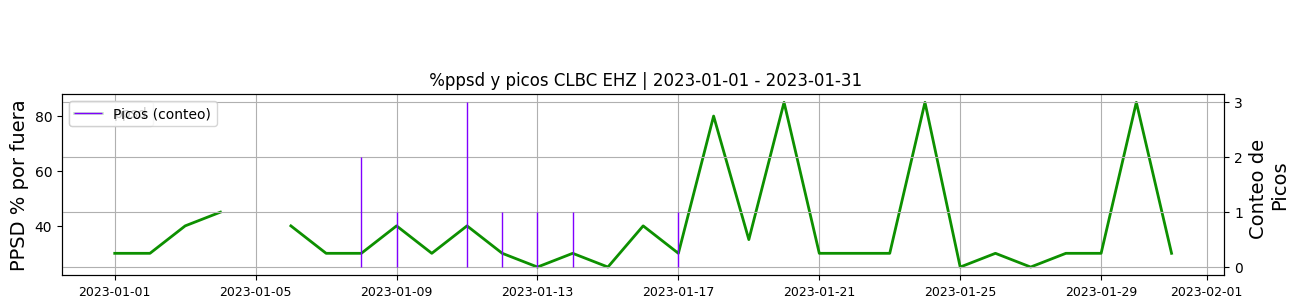 %ppsd y picos CLBC EHZ | 2023-01-01 - 2023-01-31
Picos (conteo)
PPSD % por fuera
80
60
40
3
2
1
0
Conteo de
Picos
2023-01-01 2023-01-05 2023-01-09 2023-01-13 2023-01-17 2023-01-21 2023-01-25 2023-01-29 2023-02-01